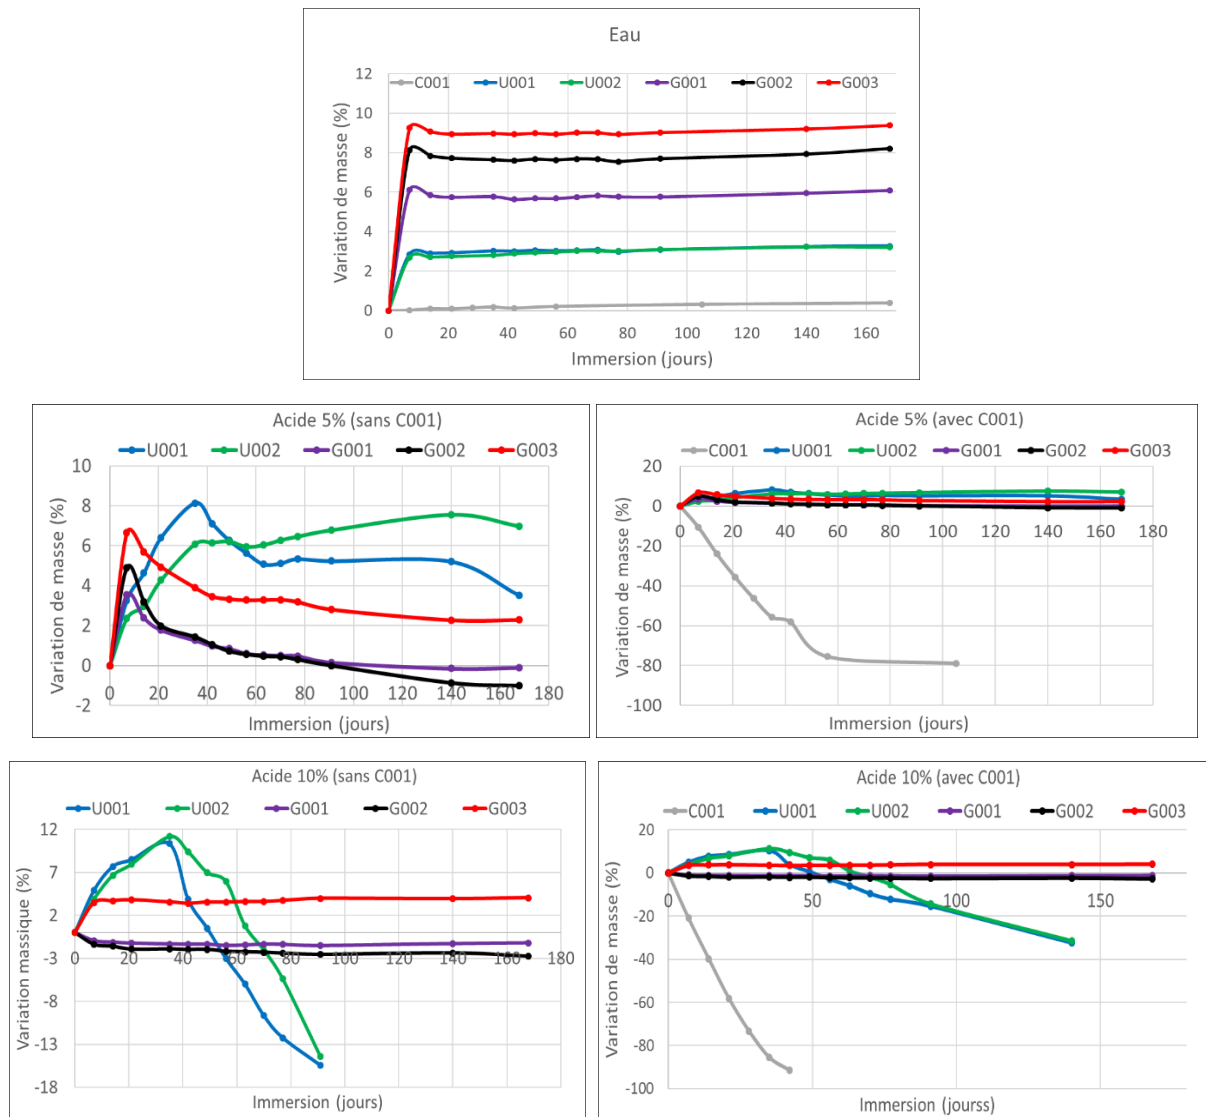 Eau
Variation de masse (%)
C001 U001 U002 G001 G002 G003
12
10
8
6
4
2
0
0 20 40 60 80 100 120 140 160
Immersion (jours)
Acide 5% (sans C001)
U001 U002 G001 G002 G003
Variation de masse (%)
10
8
6
4
2
0
-2
0 20 40 60 80 100 120 140 160 180
Immersion (jours)
Acide 5% (avec C001)
C001 U001 U002 G001 G002 G003
Variation de masse (%)
20
0
-20
-40
-60
-80
-100
0 20 40 60 80 100 120 140 160 180
Immersion (jours)
Acide 10% (sans C001)
U001 U002 G001 G002 G003
Variation massique (%)
12
7
2
-3
-8
-13
-18
0 20 40 60 80 100 120 140 160 180
Immersion (jours)
Acide 10% (avec C001)
C001 U001 U002 G001 G002 G003
Variation de masse (%)
20
0
-20
-40
-60
-80
-100
0 50 100 150
Immersion (jourss)